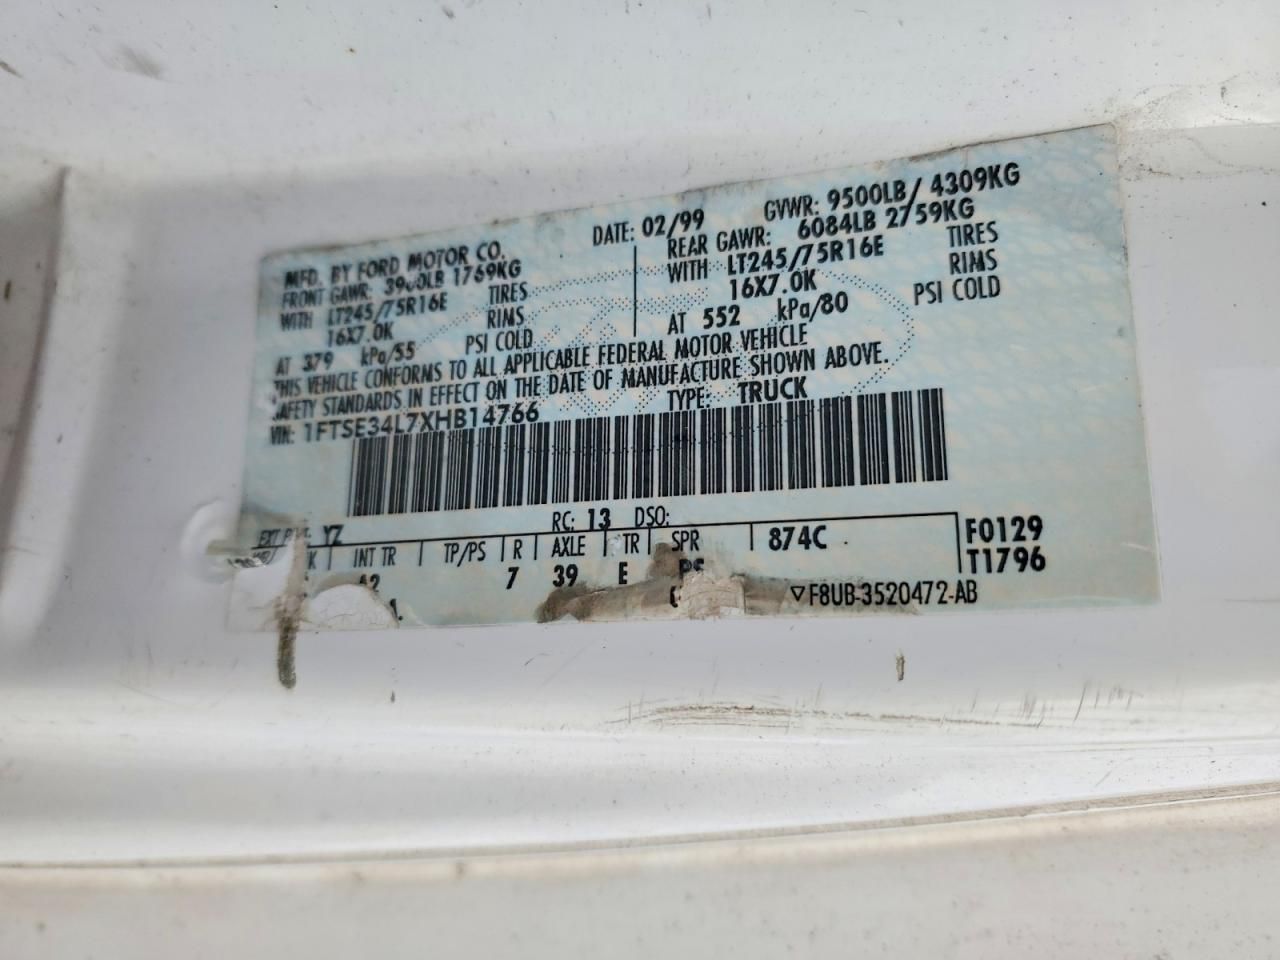 MFD. BY FORD MOTOR CO.
FRONT GAWR: 1769KG
WITH LT245/75R16E TIRES
16X7.0K RIMS
AT 379 kPa/55 PSI COLD
DATE: 02/99 GVWR: 9500LB/ 4309KG
REAR GAWR: 6084LB 2759KG
WITH LT245/75R16E TIRES
16X7.0K RIMS
AT 552 kPa/80 PSI COLD
THIS VEHICLE CONFORMS TO ALL APPLICABLE FEDERAL MOTOR VEHICLE
SAFETY STANDARDS IN EFFECT ON THE DATE OF MANUFACTURE SHOWN ABOVE.
VIN: 1FTSE34L7XHB14766 TYPE: TRUCK
YZ RC: 13 DSO:
INT TR TP/PS R AXLE TR SPR 874C F0129
7 39 E T1796
F8UB-3520472-AB